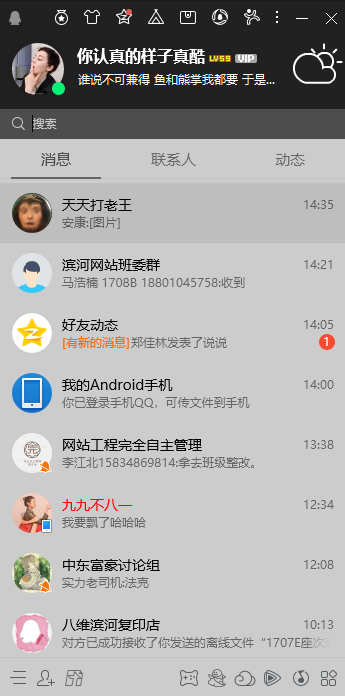 你认真的样子真酷 LV59 VIP
谁说不可兼得 鱼和熊掌我都要 于是...
搜索
消息 联系人 动态
天天打老王 14:35
安康:[图片]
滨河网站班委群 14:21
马浩楠 1708B 18801045758:收到
好友动态 14:05
[有新的消息]郑佳林发表了说说 1
我的Android手机 14:00
你已登录手机QQ，可传文件到手机
网站工程完全自主管理 13:38
李江北15834869814:拿去班级整改。
九九不八一 12:34
我要飘了哈哈哈
中东富豪讨论组 12:08
实力老司机:法克
八维滨河复印店 10:13
对方已成功接收了你发送的离线文件“1707E座次